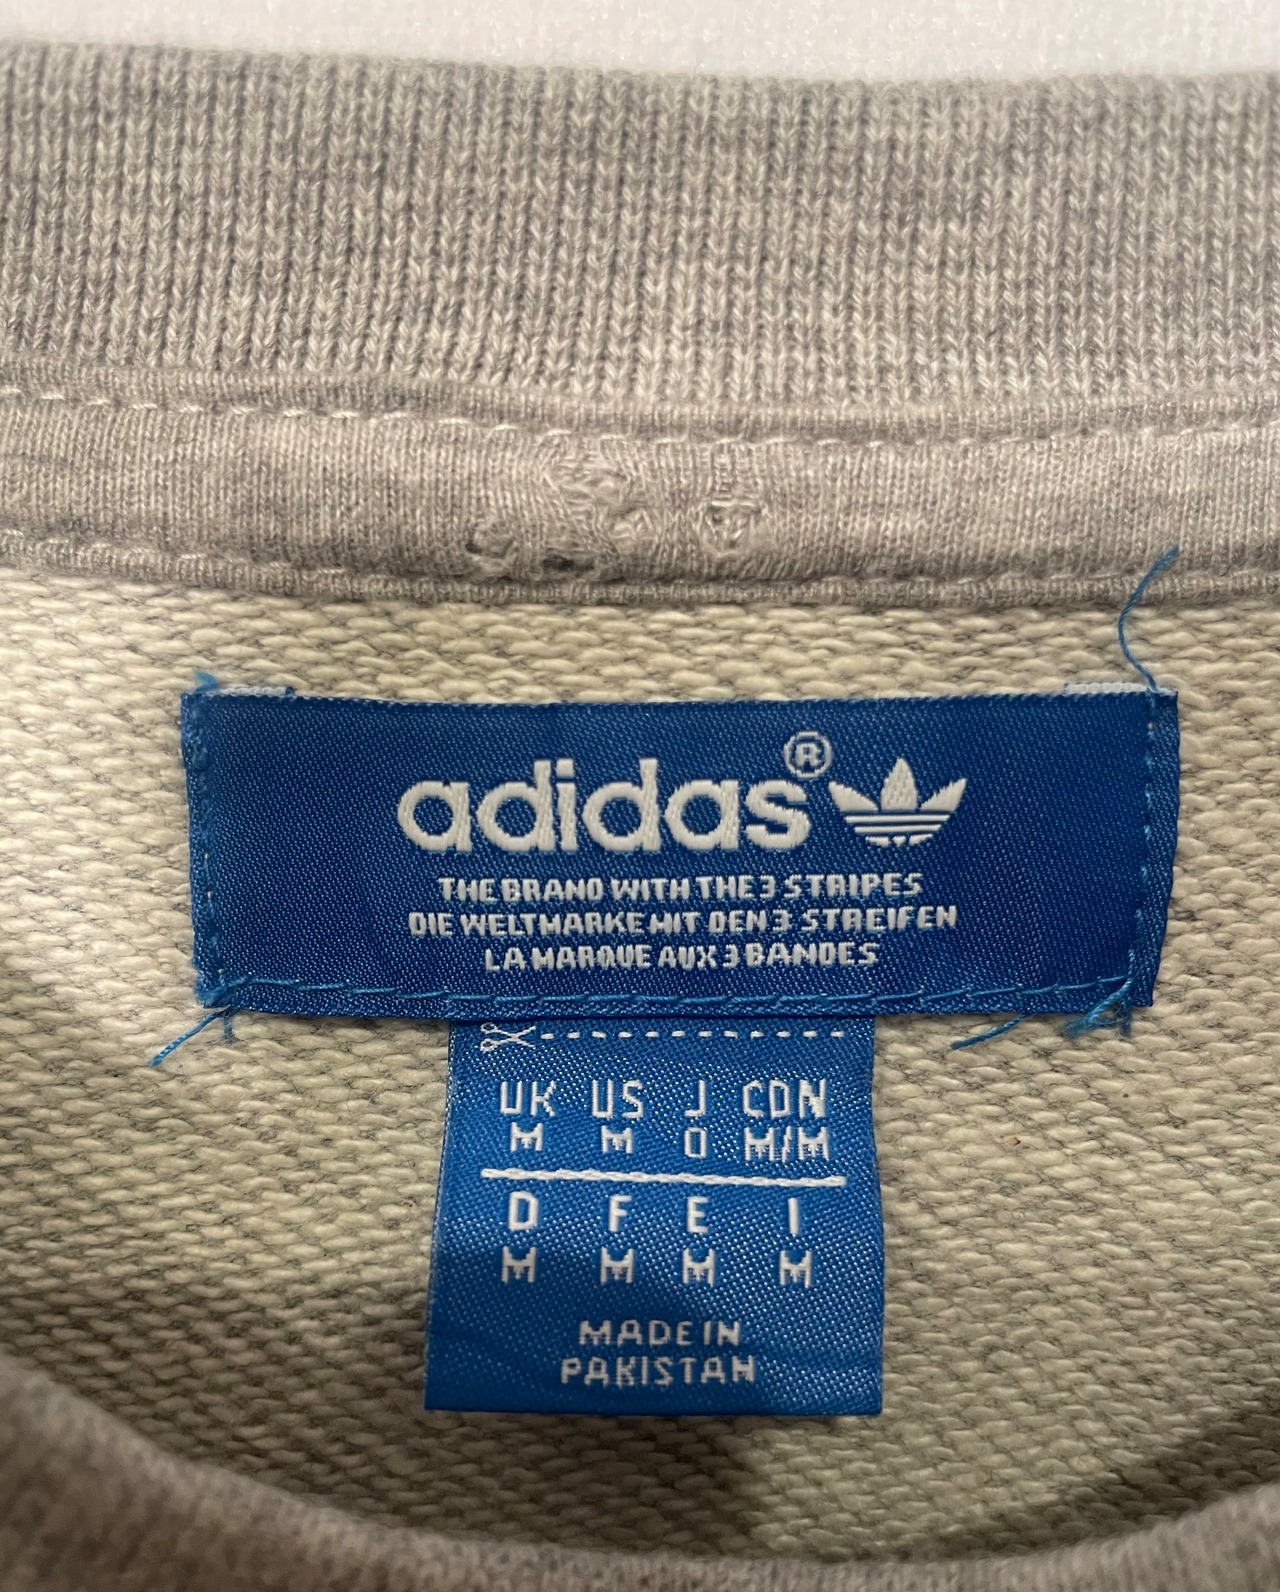 adidas®
THE BRAND WITH THE 3 STRIPES
DIE WELTMARKE MIT DEN 3 STREIFEN
LA MARQUE AUX 3 BANDES
UK US J CDN
M M O M/M
D F E I
M M M M
MADE IN
PAKISTAN